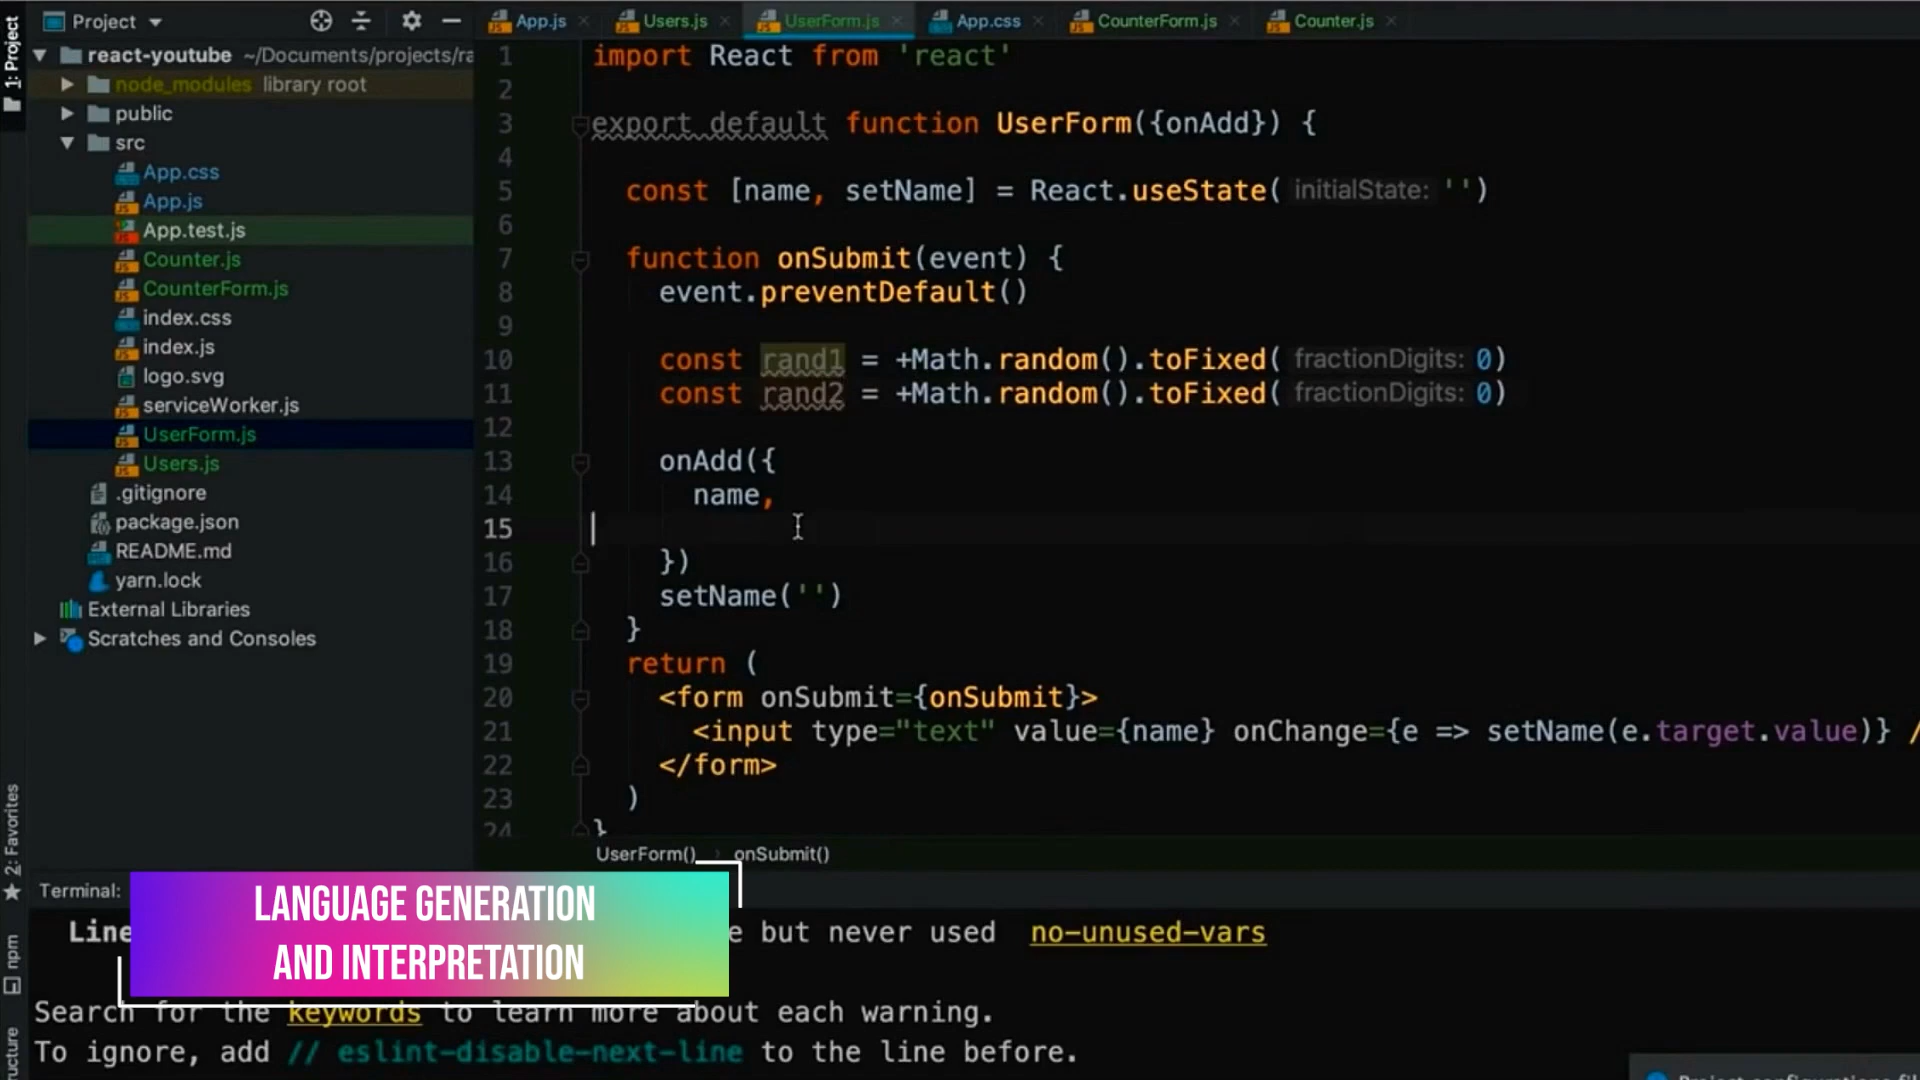 1: Project
Project
react-youtube ~/Documents/projects/ra
node_modules library root
public
src
App.css
App.js
App.test.js
Counter.js
CounterForm.js
index.css
index.js
logo.svg
serviceWorker.js
UserForm.js
Users.js
.gitignore
package.json
README.md
yarn.lock
External Libraries
Scratches and Consoles
2: Favorites
npm
App.js Users.js UserForm.js App.css CounterForm.js Counter.js
1 import React from 'react'
2
3 export default function UserForm({onAdd}) {
4
5 const [name, setName] = React.useState( initialState: '')
6
7 function onSubmit(event) {
8 event.preventDefault()
9
10 const rand1 = +Math.random().toFixed( fractionDigits: 0)
11 const rand2 = +Math.random().toFixed( fractionDigits: 0)
12
13 onAdd({
14 name,
15
16 })
17 setName('')
18 }
19 return (
20 <form onSubmit={onSubmit}>
21 <input type="text" value={name} onChange={e => setName(e.target.value)} /
22 </form>
23 )
24 }
UserForm() › onSubmit()
Terminal:
LANGUAGE GENERATION
AND INTERPRETATION
Line e but never used no-unused-vars
Search for the keywords to learn more about each warning.
To ignore, add // eslint-disable-next-line to the line before.